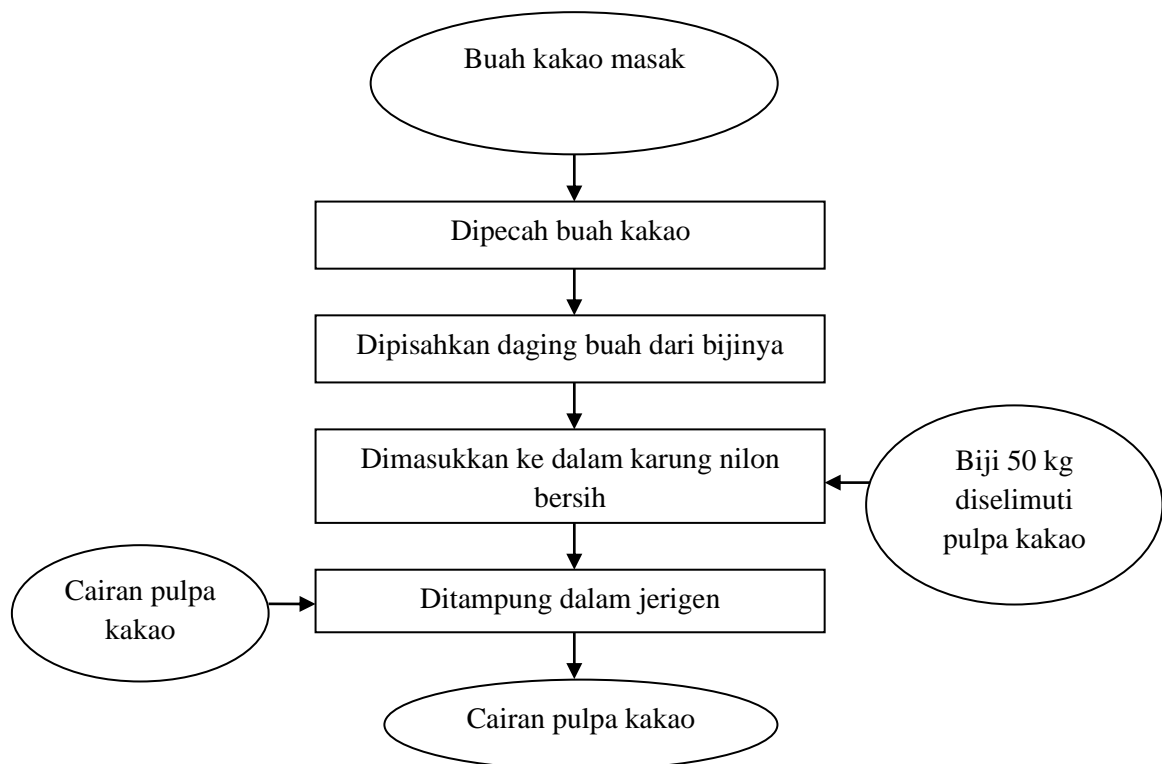 Buah kakao masak
Dipecah buah kakao
Dipisahkan daging buah dari bijinya
Dimasukkan ke dalam karung nilon
bersih
Biji 50 kg
diselimuti
pulpa kakao
Cairan pulpa
kakao
Ditampung dalam jerigen
Cairan pulpa kakao